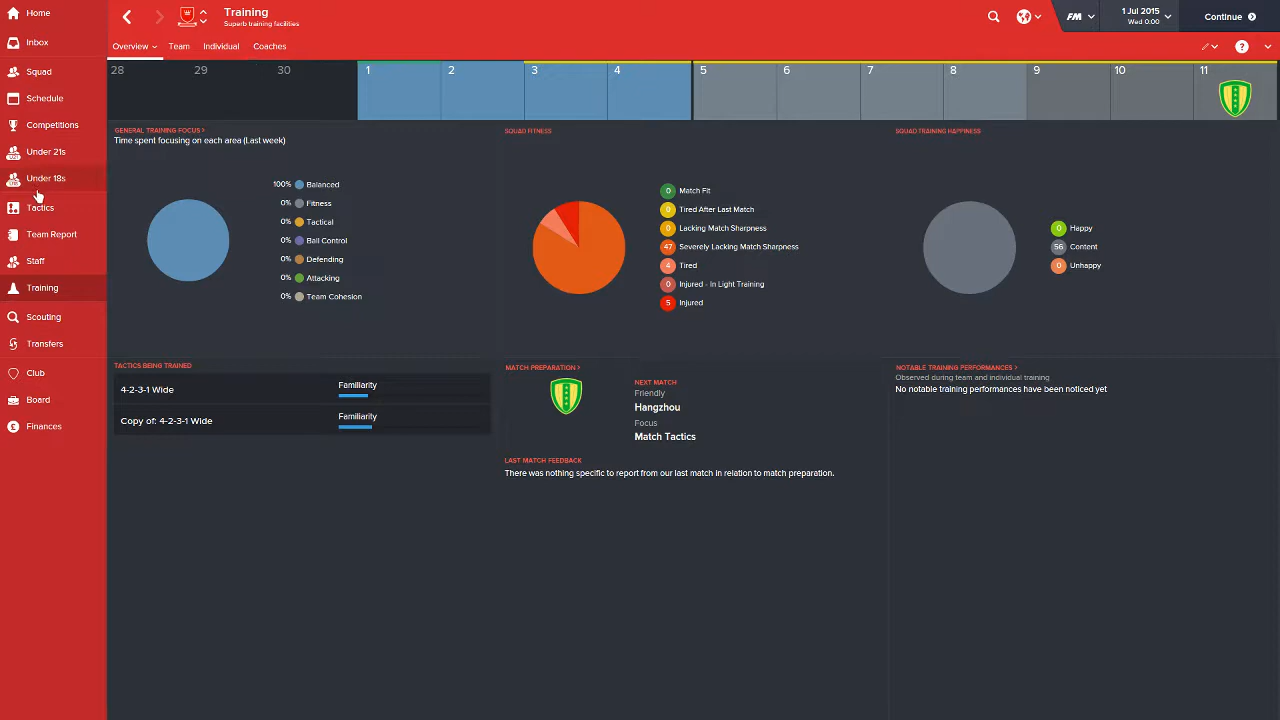 Home
Inbox
Squad
Schedule
Competitions
Under 21s
Under 18s
Tactics
Team Report
Staff
Training
Scouting
Transfers
Club
Board
Finances
Training
Superb training facilities
FM
1 Jul 2015
Wed 0:00
Continue
Overview
Team
Individual
Coaches
28 29 30 1 2 3 4 5 6 7 8 9 10 11
GENERAL TRAINING FOCUS >
Time spent focusing on each area (Last week)
100% Balanced
0% Fitness
0% Tactical
0% Ball Control
0% Defending
0% Attacking
0% Team Cohesion
SQUAD FITNESS
0 Match Fit
0 Tired After Last Match
0 Lacking Match Sharpness
47 Severely Lacking Match Sharpness
4 Tired
0 Injured - In Light Training
5 Injured
SQUAD TRAINING HAPPINESS
0 Happy
56 Content
0 Unhappy
TACTICS BEING TRAINED
4-2-3-1 Wide Familiarity
Copy of: 4-2-3-1 Wide Familiarity
MATCH PREPARATION >
NEXT MATCH
Friendly
Hangzhou
Focus
Match Tactics
LAST MATCH FEEDBACK
There was nothing specific to report from our last match in relation to match preparation.
NOTABLE TRAINING PERFORMANCES >
Observed during team and individual training
No notable training performances have been noticed yet